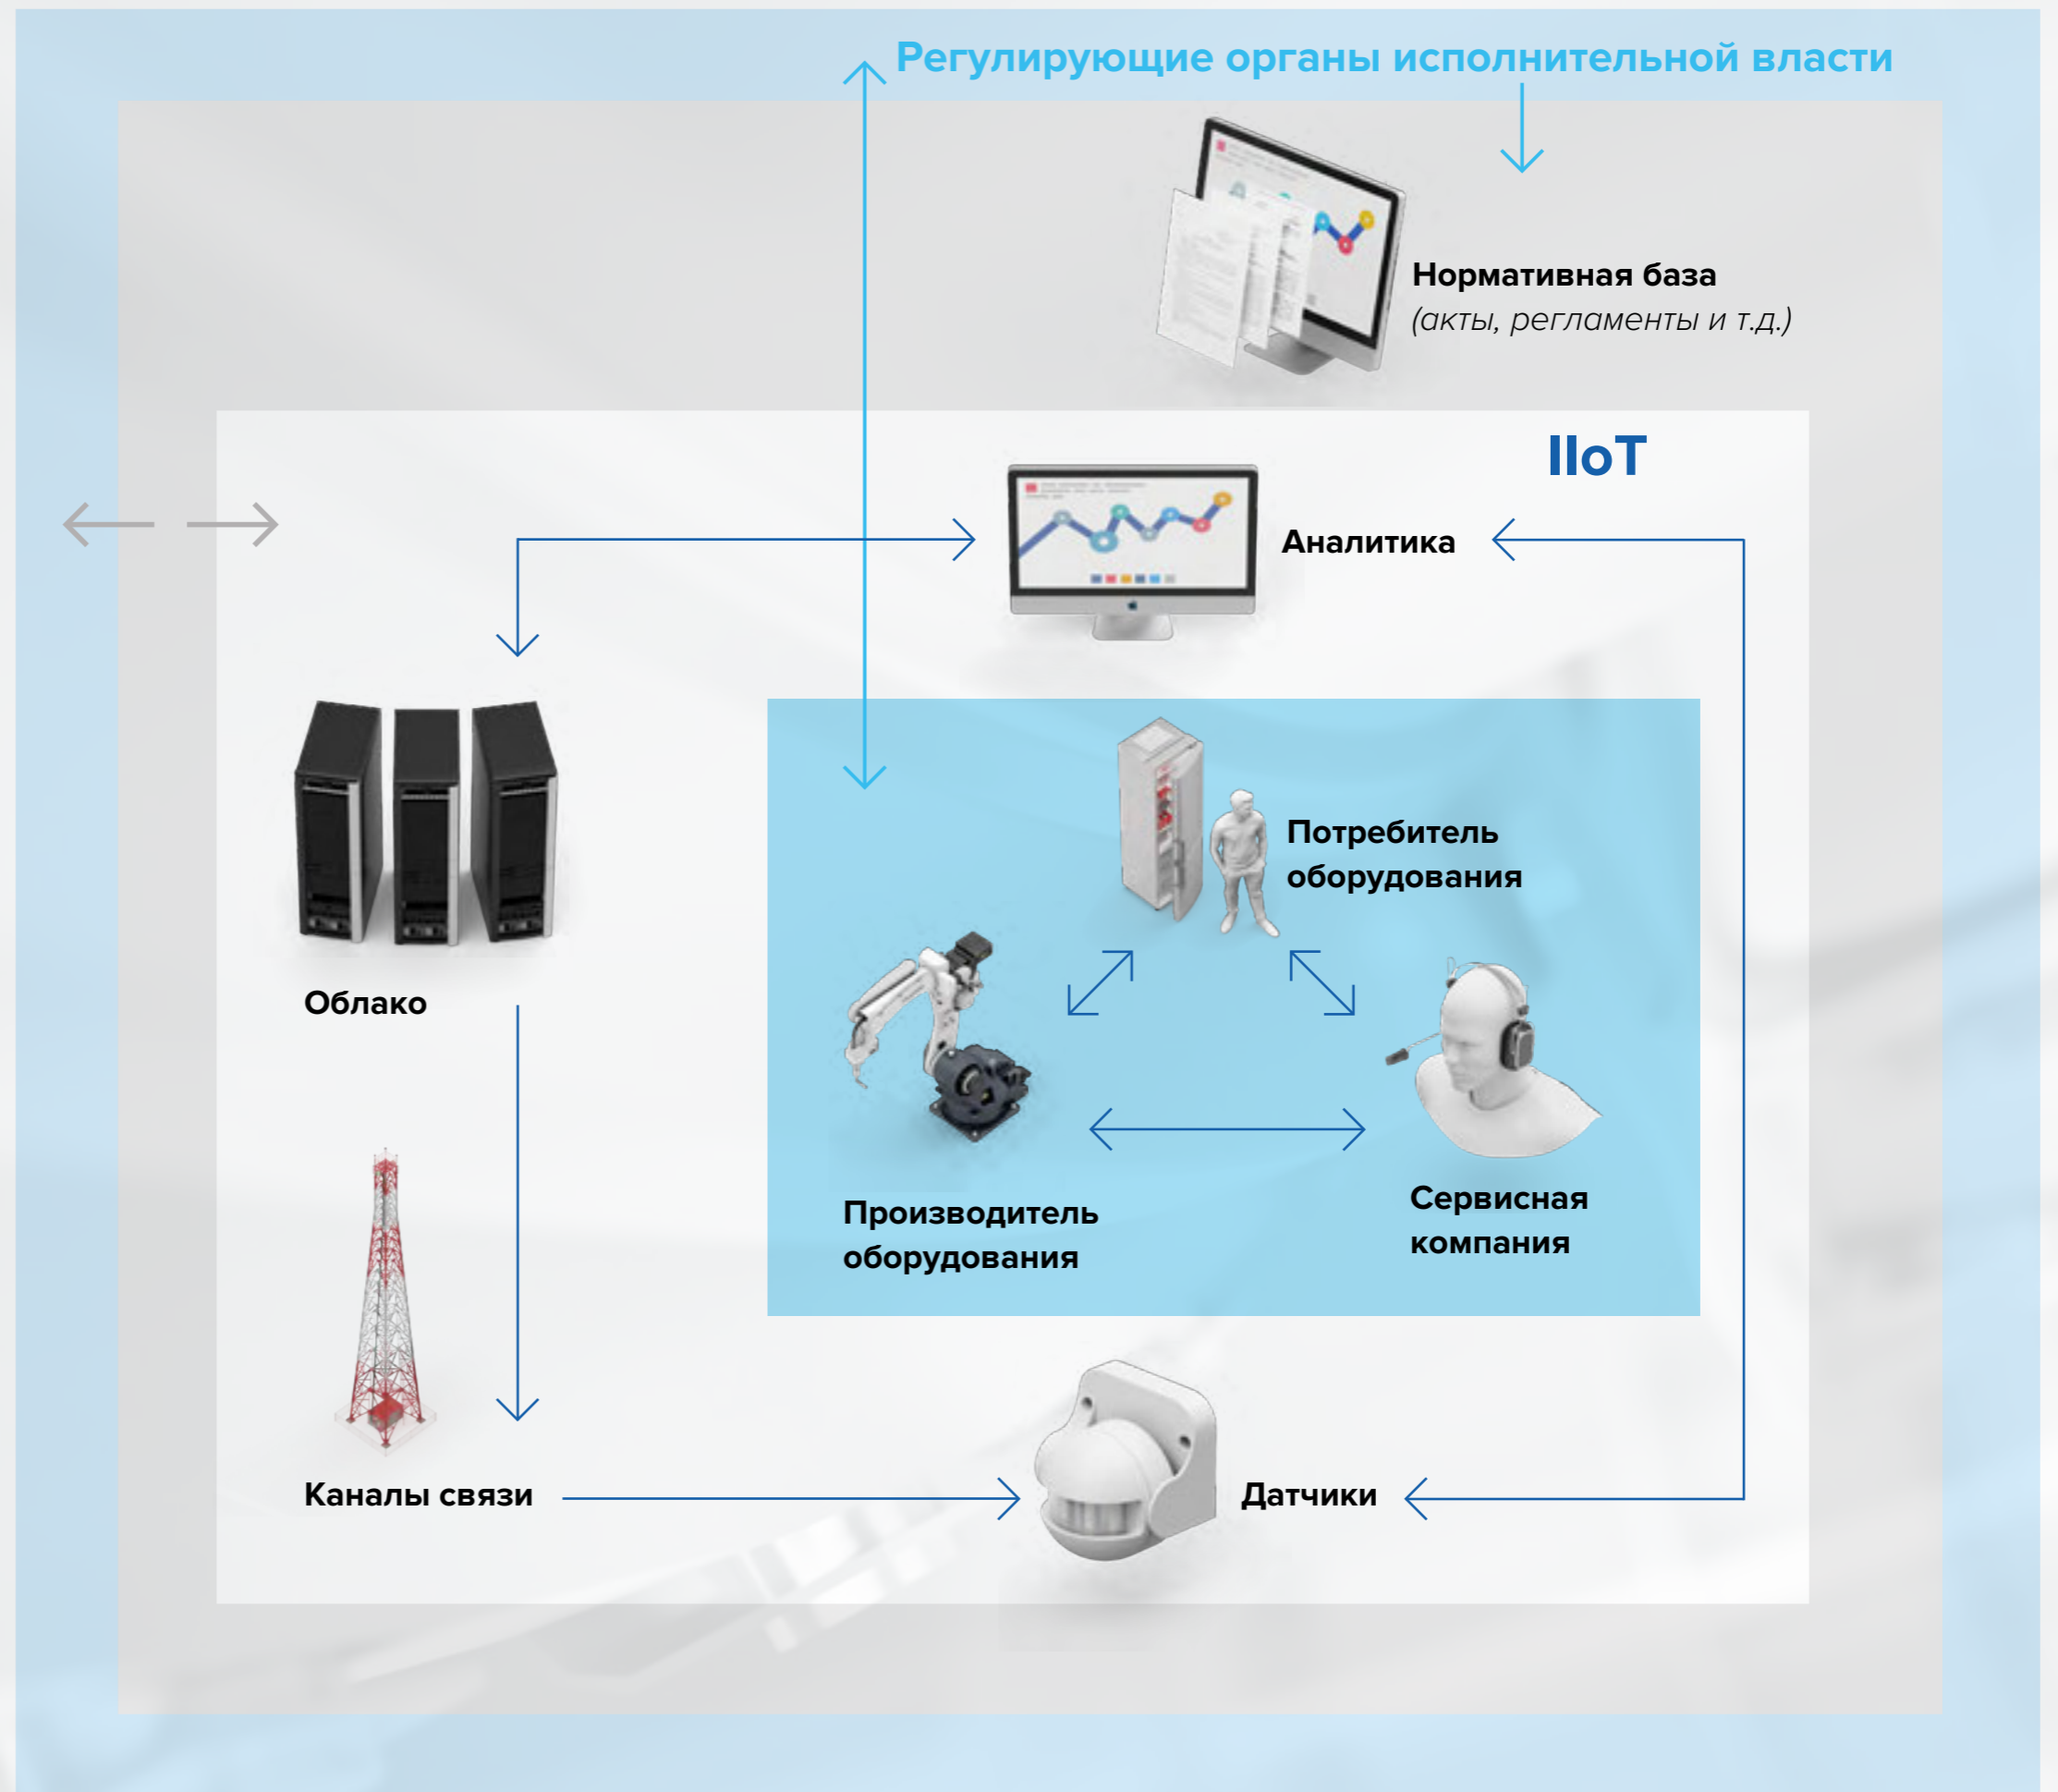 Регулирующие органы исполнительной власти
Нормативная база
(акты, регламенты и т.д.)
IIoT
Аналитика
Потребитель
оборудования
Облако
Производитель
оборудования
Сервисная
компания
Каналы связи
Датчики